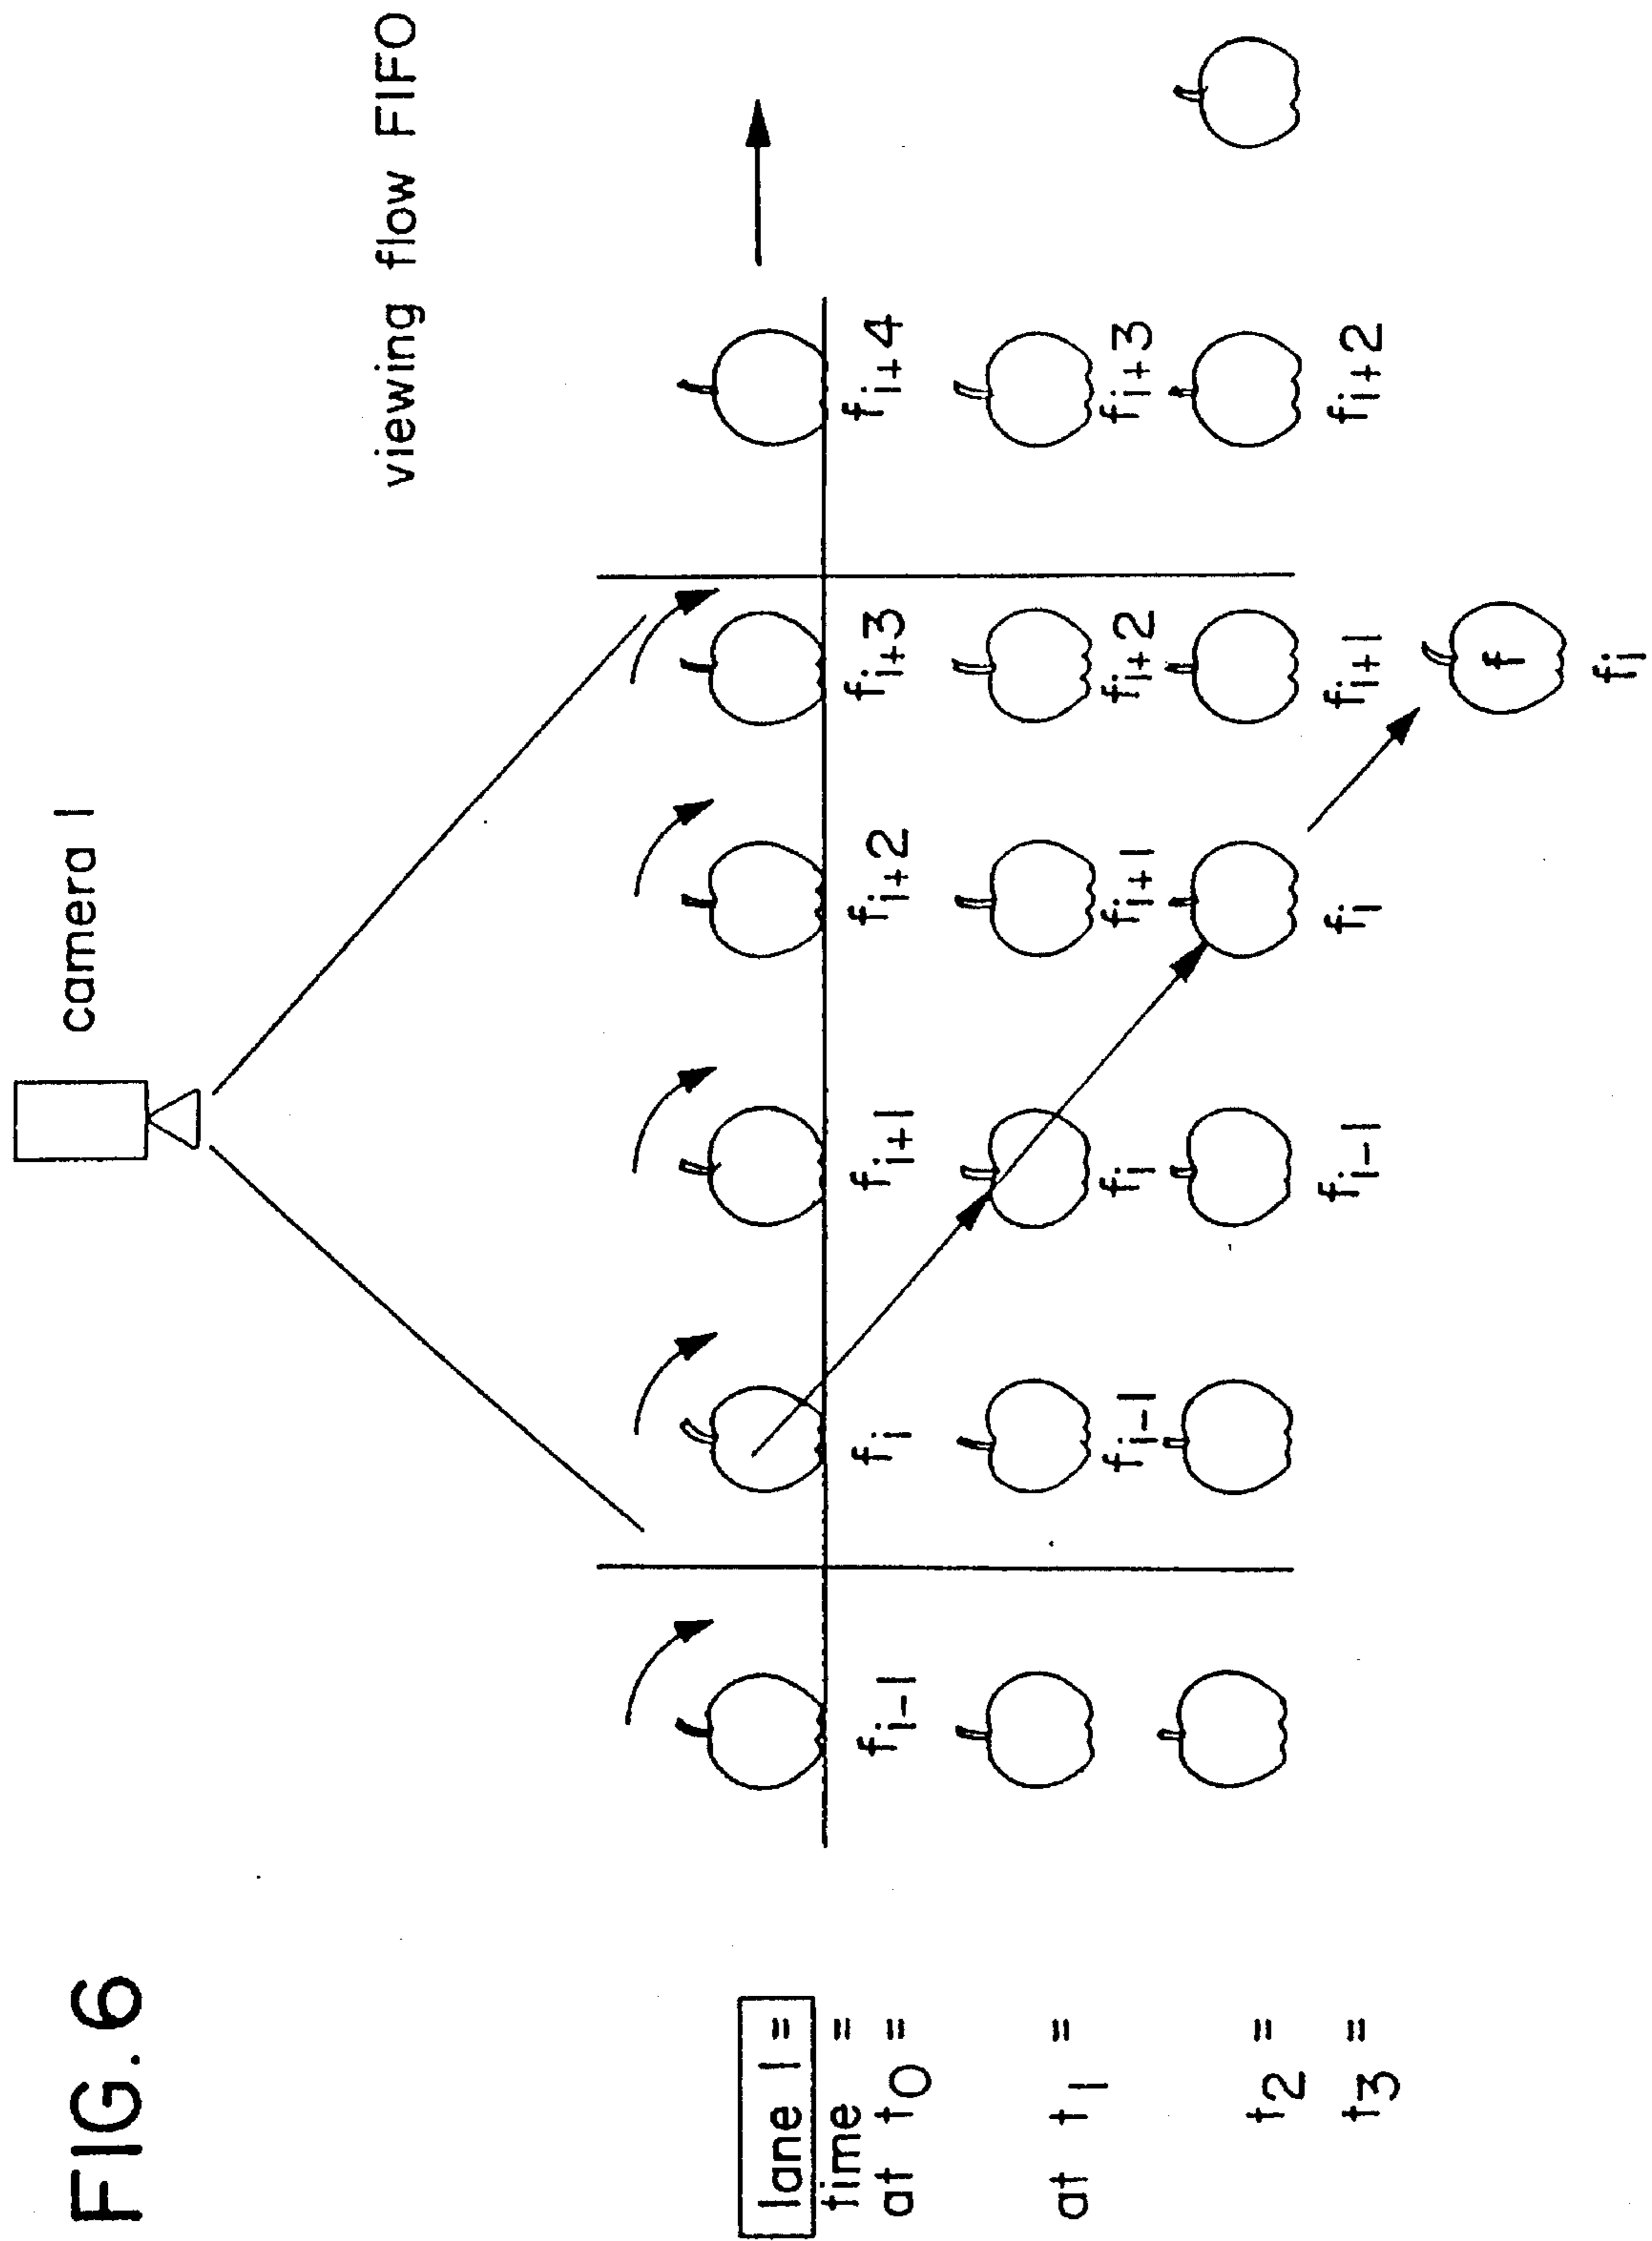 FIG. 6
camera 1
viewing flow FIFO
lane 1 =
time =
at t0 =
fi−1 fi fi+1 fi+2 fi+3 fi+4
at t1 =
fi−1 fi fi+1 fi+2 fi+3
t2 =
fi−1 fi fi+1 fi+2
t3 =
f
fi